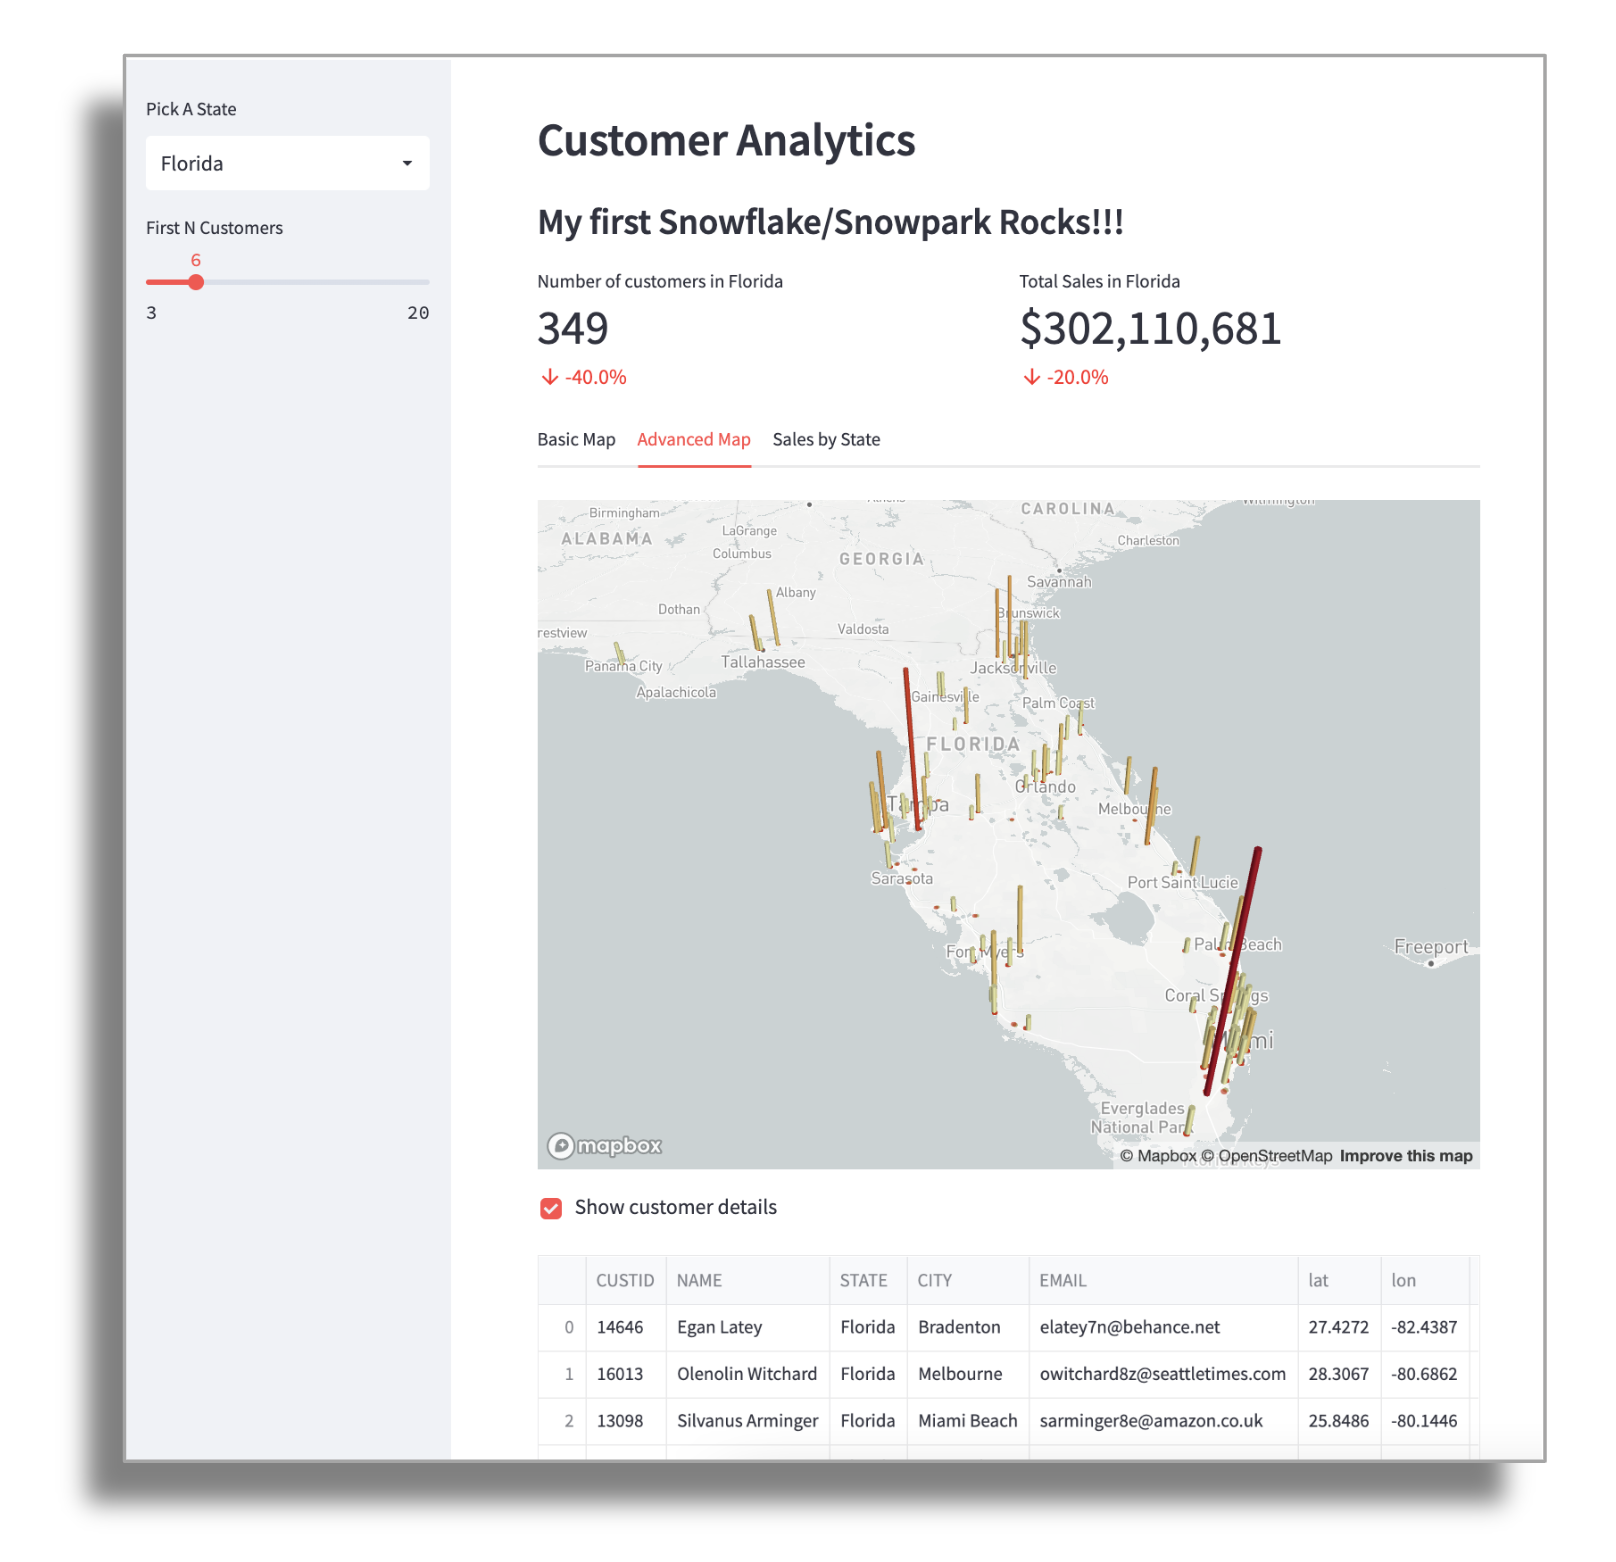 Pick A State
Florida
First N Customers
6
3 20
Customer Analytics
My first Snowflake/Snowpark Rocks!!!
Number of customers in Florida Total Sales in Florida
349 $302,110,681
-40.0% -20.0%
Basic Map Advanced Map Sales by State
Wilmington
Birmingham CAROLINA
ALABAMA LaGrange Charleston
Columbus GEORGIA
Savannah
Albany
Dothan Brunswick
restview Valdosta
Panama City Tallahassee Jacksonville
Apalachicola Gainesville Palm Coast
FLORIDA
Orlando
Tampa Melbourne
Sarasota Port Saint Lucie
Fort Myers Palm Beach Freeport
Coral Springs
Miami
Everglades
National Park
mapbox
© Mapbox © OpenStreetMap Improve this map
Florida Keys
Show customer details
CUSTID NAME STATE CITY EMAIL lat lon
0 14646 Egan Latey Florida Bradenton elatey7n@behance.net 27.4272 -82.4387
1 16013 Olenolin Witchard Florida Melbourne owitchard8z@seattletimes.com 28.3067 -80.6862
2 13098 Silvanus Arminger Florida Miami Beach sarminger8e@amazon.co.uk 25.8486 -80.1446